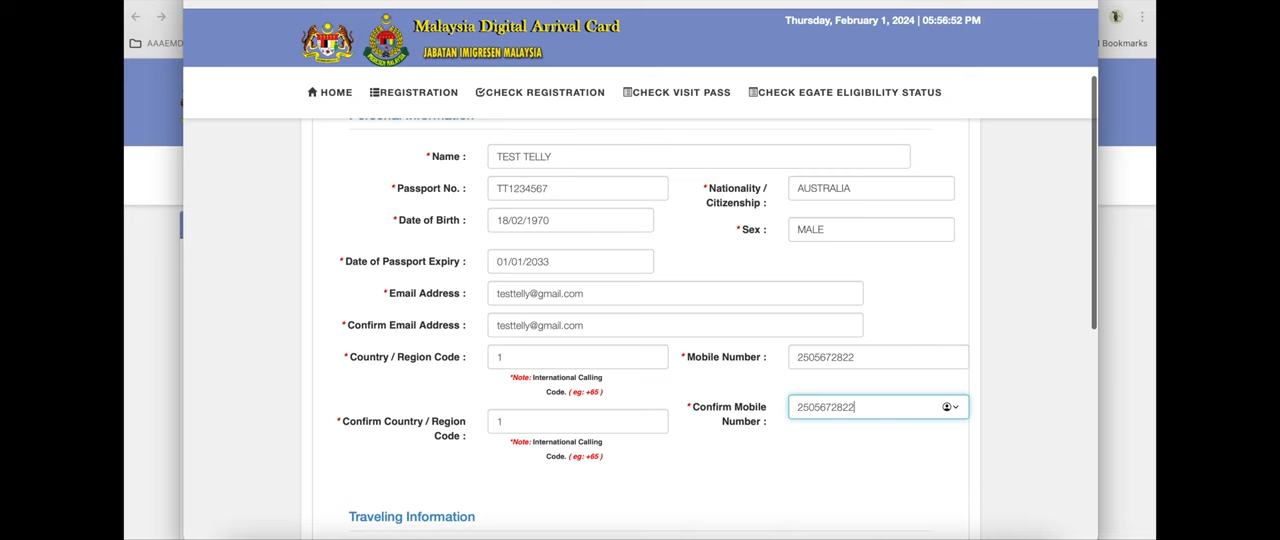 AAAEMD
Bookmarks
Malaysia Digital Arrival Card
JABATAN IMIGRESEN MALAYSIA
Thursday, February 1, 2024 | 05:56:52 PM
HOME REGISTRATION CHECK REGISTRATION CHECK VISIT PASS CHECK EGATE ELIGIBILITY STATUS
Personal Information
* Name : TEST TELLY
* Passport No. : TT1234567
* Nationality / Citizenship : AUSTRALIA
* Date of Birth : 18/02/1970
* Sex : MALE
* Date of Passport Expiry : 01/01/2033
* Email Address : testtelly@gmail.com
* Confirm Email Address : testtelly@gmail.com
* Country / Region Code : 1
* Mobile Number : 2505672822
*Note: International Calling
Code. ( eg: +65 )
* Confirm Mobile Number : 2505672822
* Confirm Country / Region Code : 1
*Note: International Calling
Code. ( eg: +65 )
Traveling Information